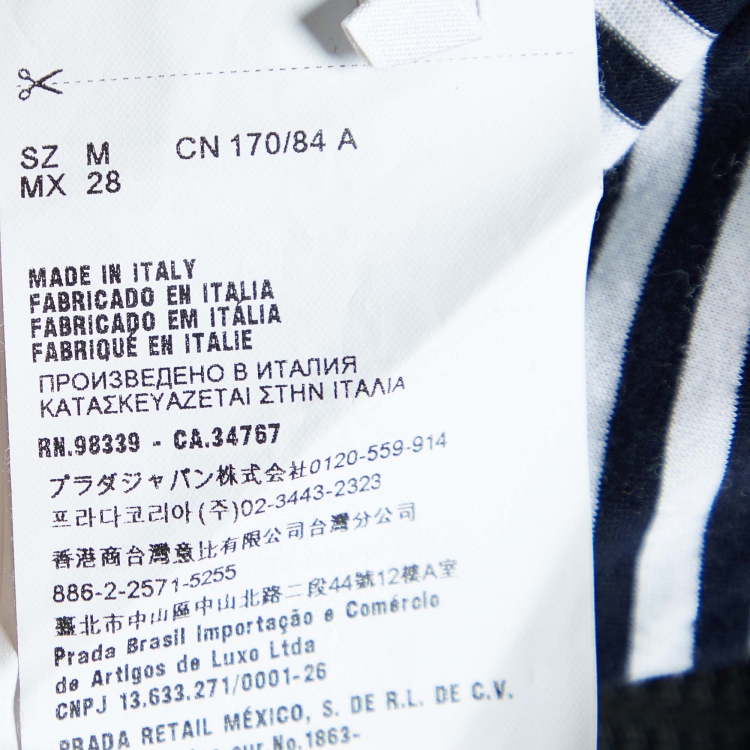 SZ M CN 170/84 A
MX 28
MADE IN ITALY
FABRICADO EN ITALIA
FABRICADO EM ITÁLIA
FABRIQUÉ EN ITALIE
ПРОИЗВЕДЕНО В ИТАЛИЯ
ΚΑΤΑΣΚΕΥΑΖΕΤΑΙ ΣΤΗΝ ΙΤΑΛΙΑ
RN.98339 - CA.34767
プラダジャパン株式会社0120-559-914
프라다코리아(주)02-3443-2323
香港商台灣意比有限公司台灣分公司
886-2-2571-5255
臺北市中山區中山北路二段44號12樓A室
Prada Brasil Importação e Comércio
de Artigos de Luxo Ltda
CNPJ 13.633.271/0001-26
PRADA RETAIL MÉXICO, S. DE R.L. DE C.V.
sur No.1863-